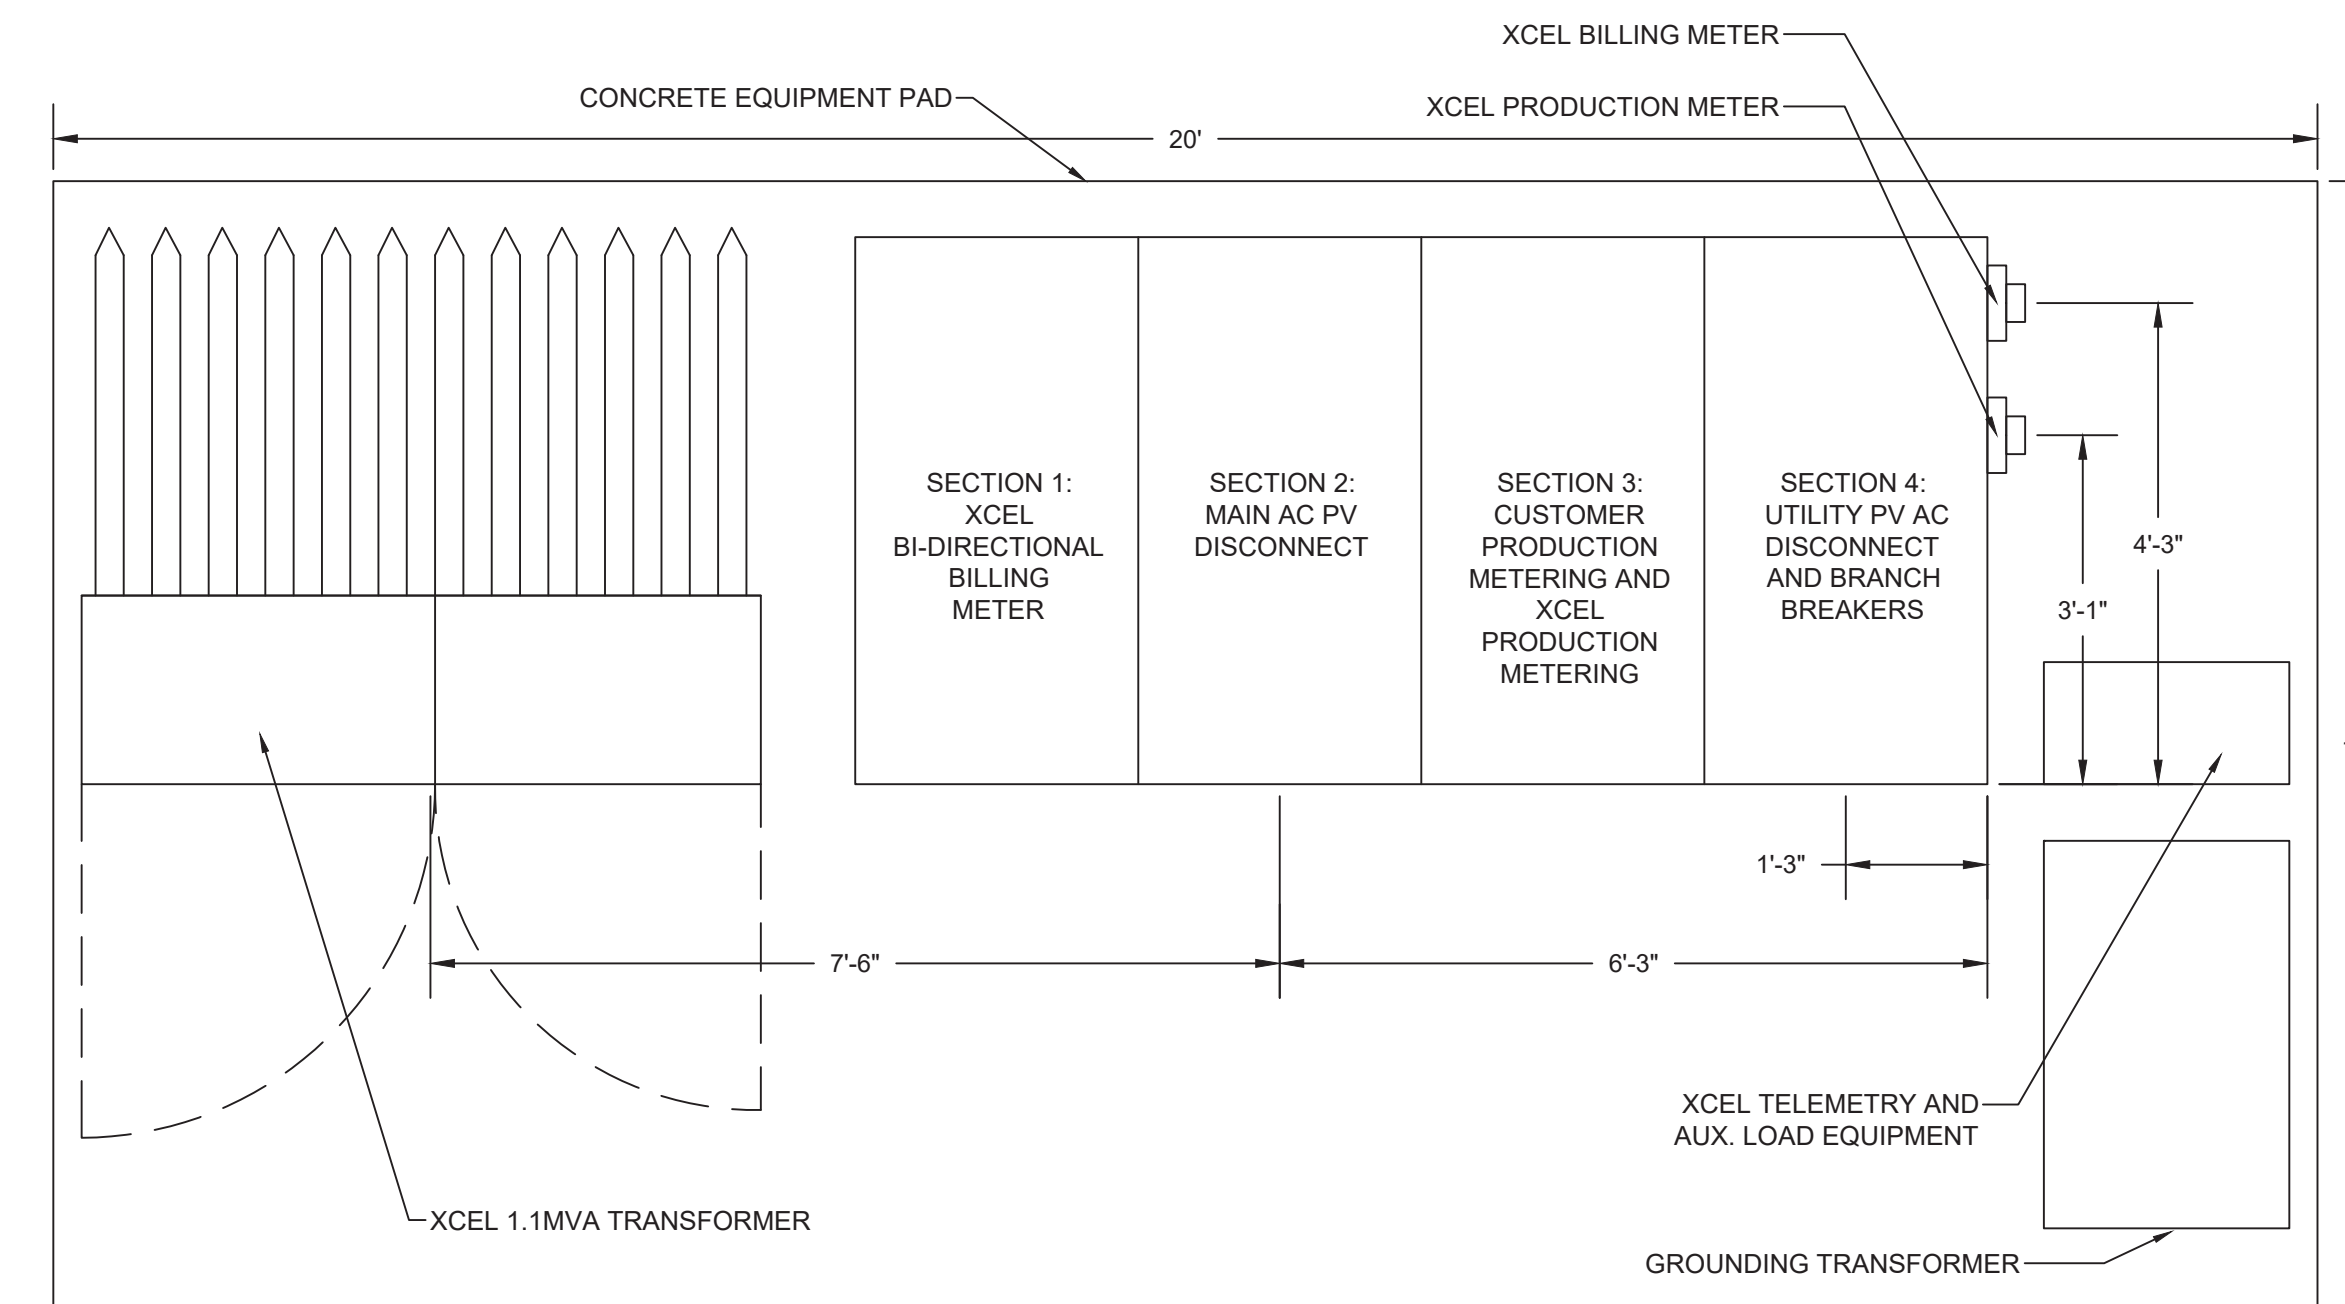 XCEL BILLING METER
CONCRETE EQUIPMENT PAD
XCEL PRODUCTION METER
20'
SECTION 1:
XCEL
BI-DIRECTIONAL
BILLING
METER
SECTION 2:
MAIN AC PV
DISCONNECT
SECTION 3:
CUSTOMER
PRODUCTION
METERING AND
XCEL
PRODUCTION
METERING
SECTION 4:
UTILITY PV AC
DISCONNECT
AND BRANCH
BREAKERS
4'-3"
3'-1"
1'-3"
7'-6"
6'-3"
XCEL TELEMETRY AND
AUX. LOAD EQUIPMENT
XCEL 1.1MVA TRANSFORMER
GROUNDING TRANSFORMER